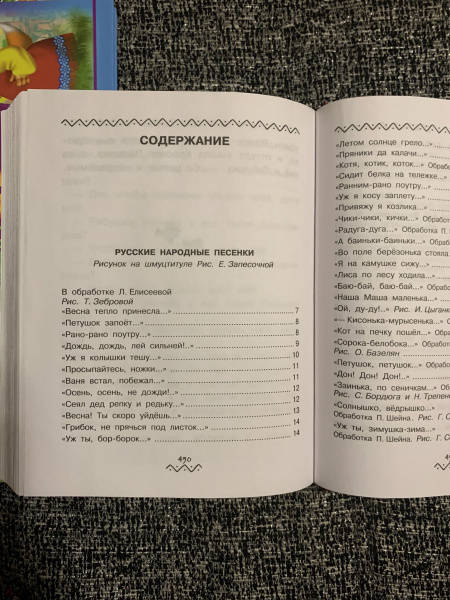 СОДЕРЖАНИЕ
РУССКИЕ НАРОДНЫЕ ПЕСЕНКИ
Рисунок на шмуцтитуле Рис. Е. Запесочной
В обработке Л. Елисеевой
Рис. Т. Зебровой
«Весна тепло принесла...» 7
«Петушок запоёт...» 8
«Рано-рано поутру...» 8
«Дождь, дождь, лей сильней!..» 9
«Уж я колышки тешу...» 10
«Просыпайтесь, ножки...» 11
«Ваня встал, побежал...» 11
«Осень, осень, не дожди!..» 12
«Сеял дед репку и редьку...» 12
«Весна! Ты скоро уйдёшь...» 13
«Грибок, не прячься под листок...» 14
«Уж ты, бор-борок...» 14
490
«Летом солнце грело...»
«Пряники да калачи...»
«Котя, котик, коток...» Обраб
«Сидит белка на тележке...»
«Ранним-рано поутру...»
«Уж я косу заплету...»
«Привяжу я козлика...»
«Чики-чики, кички...» Обраб
«Радуга-дуга...» Обработка П.
«А баиньки-баиньки...»
«Во поле берёзонька стояла
«Я на камушке сижу...»
«Лиса по лесу ходила...»
«Баю-бай, баю-бай...»
«Наша Маша маленька...»
«Ой, ду-ду!..» Рис. И. Цыган
«— Кисонька-мурысенька...»
«Кот на печку пошёл...»
«Сорока-белобока...» Обработ
Рис. О. Базелян
«Петушок, петушок...»
«Дон! Дон! Дон!..»
«Заинька, по сеничкам...»
Рис. С. Бордюга и Н. Трепен
«Солнышко, вёдрышко...»
Обработка П. Шейна. Рис. Г. С
«Уж ты, зимушка-зима...»
Обработка П. Шейна. Рис. Г. С